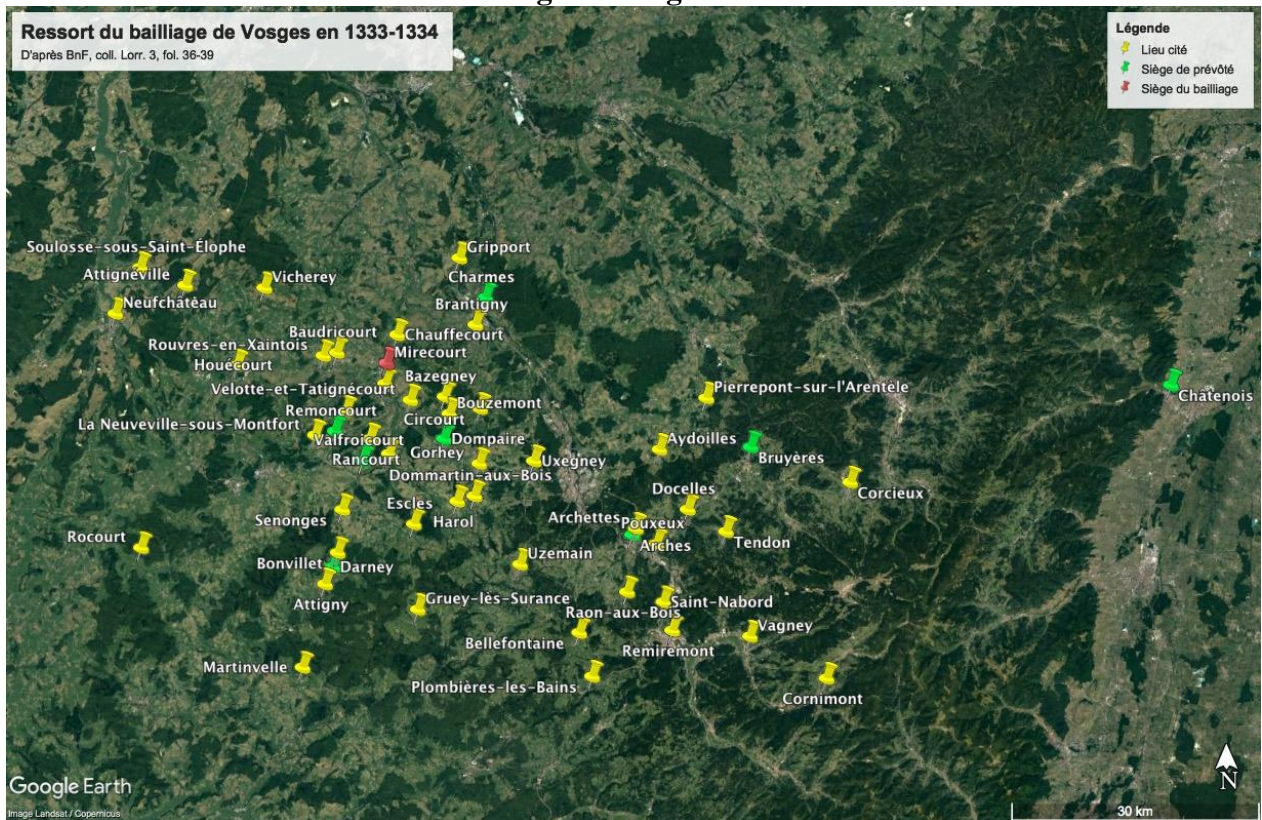 Ressort du bailliage de Vosges en 1333-1334
D'après BnF, coll. Lorr. 3, fol. 36-39
Légende
Lieu cité
Siège de prévôté
Siège du bailliage
Soulosse-sous-Saint-Élophe
Gripport
Attignéville
Vicherey
Charmes
Neufchâteau
Brantigny
Baudricourt
Chauffecourt
Rouvres-en-Xaintois
Mirecourt
Houécourt
Bazegney
Velotte-et-Tatignécourt
Pierrepont-sur-l'Arentèle
Châtenois
Bouzemont
Remoncourt
Circourt
La Neuveville-sous-Montfort
Valfroicourt
Dompaire
Aydoilles
Gorhey
Bruyères
Rancourt
Uxegney
Dommartin-aux-Bois
Docelles
Corcieux
Escles
Senonges
Harol
Archettes
Pouxeux
Rocourt
Arches
Tendon
Uzemain
Bonvillet
Darney
Attigny
Gruey-lès-Surance
Saint-Nabord
Raon-aux-Bois
Vagney
Bellefontaine
Remiremont
Martinvelle
Plombières-les-Bains
Cornimont
Google Earth
N
Image Landsat / Copernicus
30 km